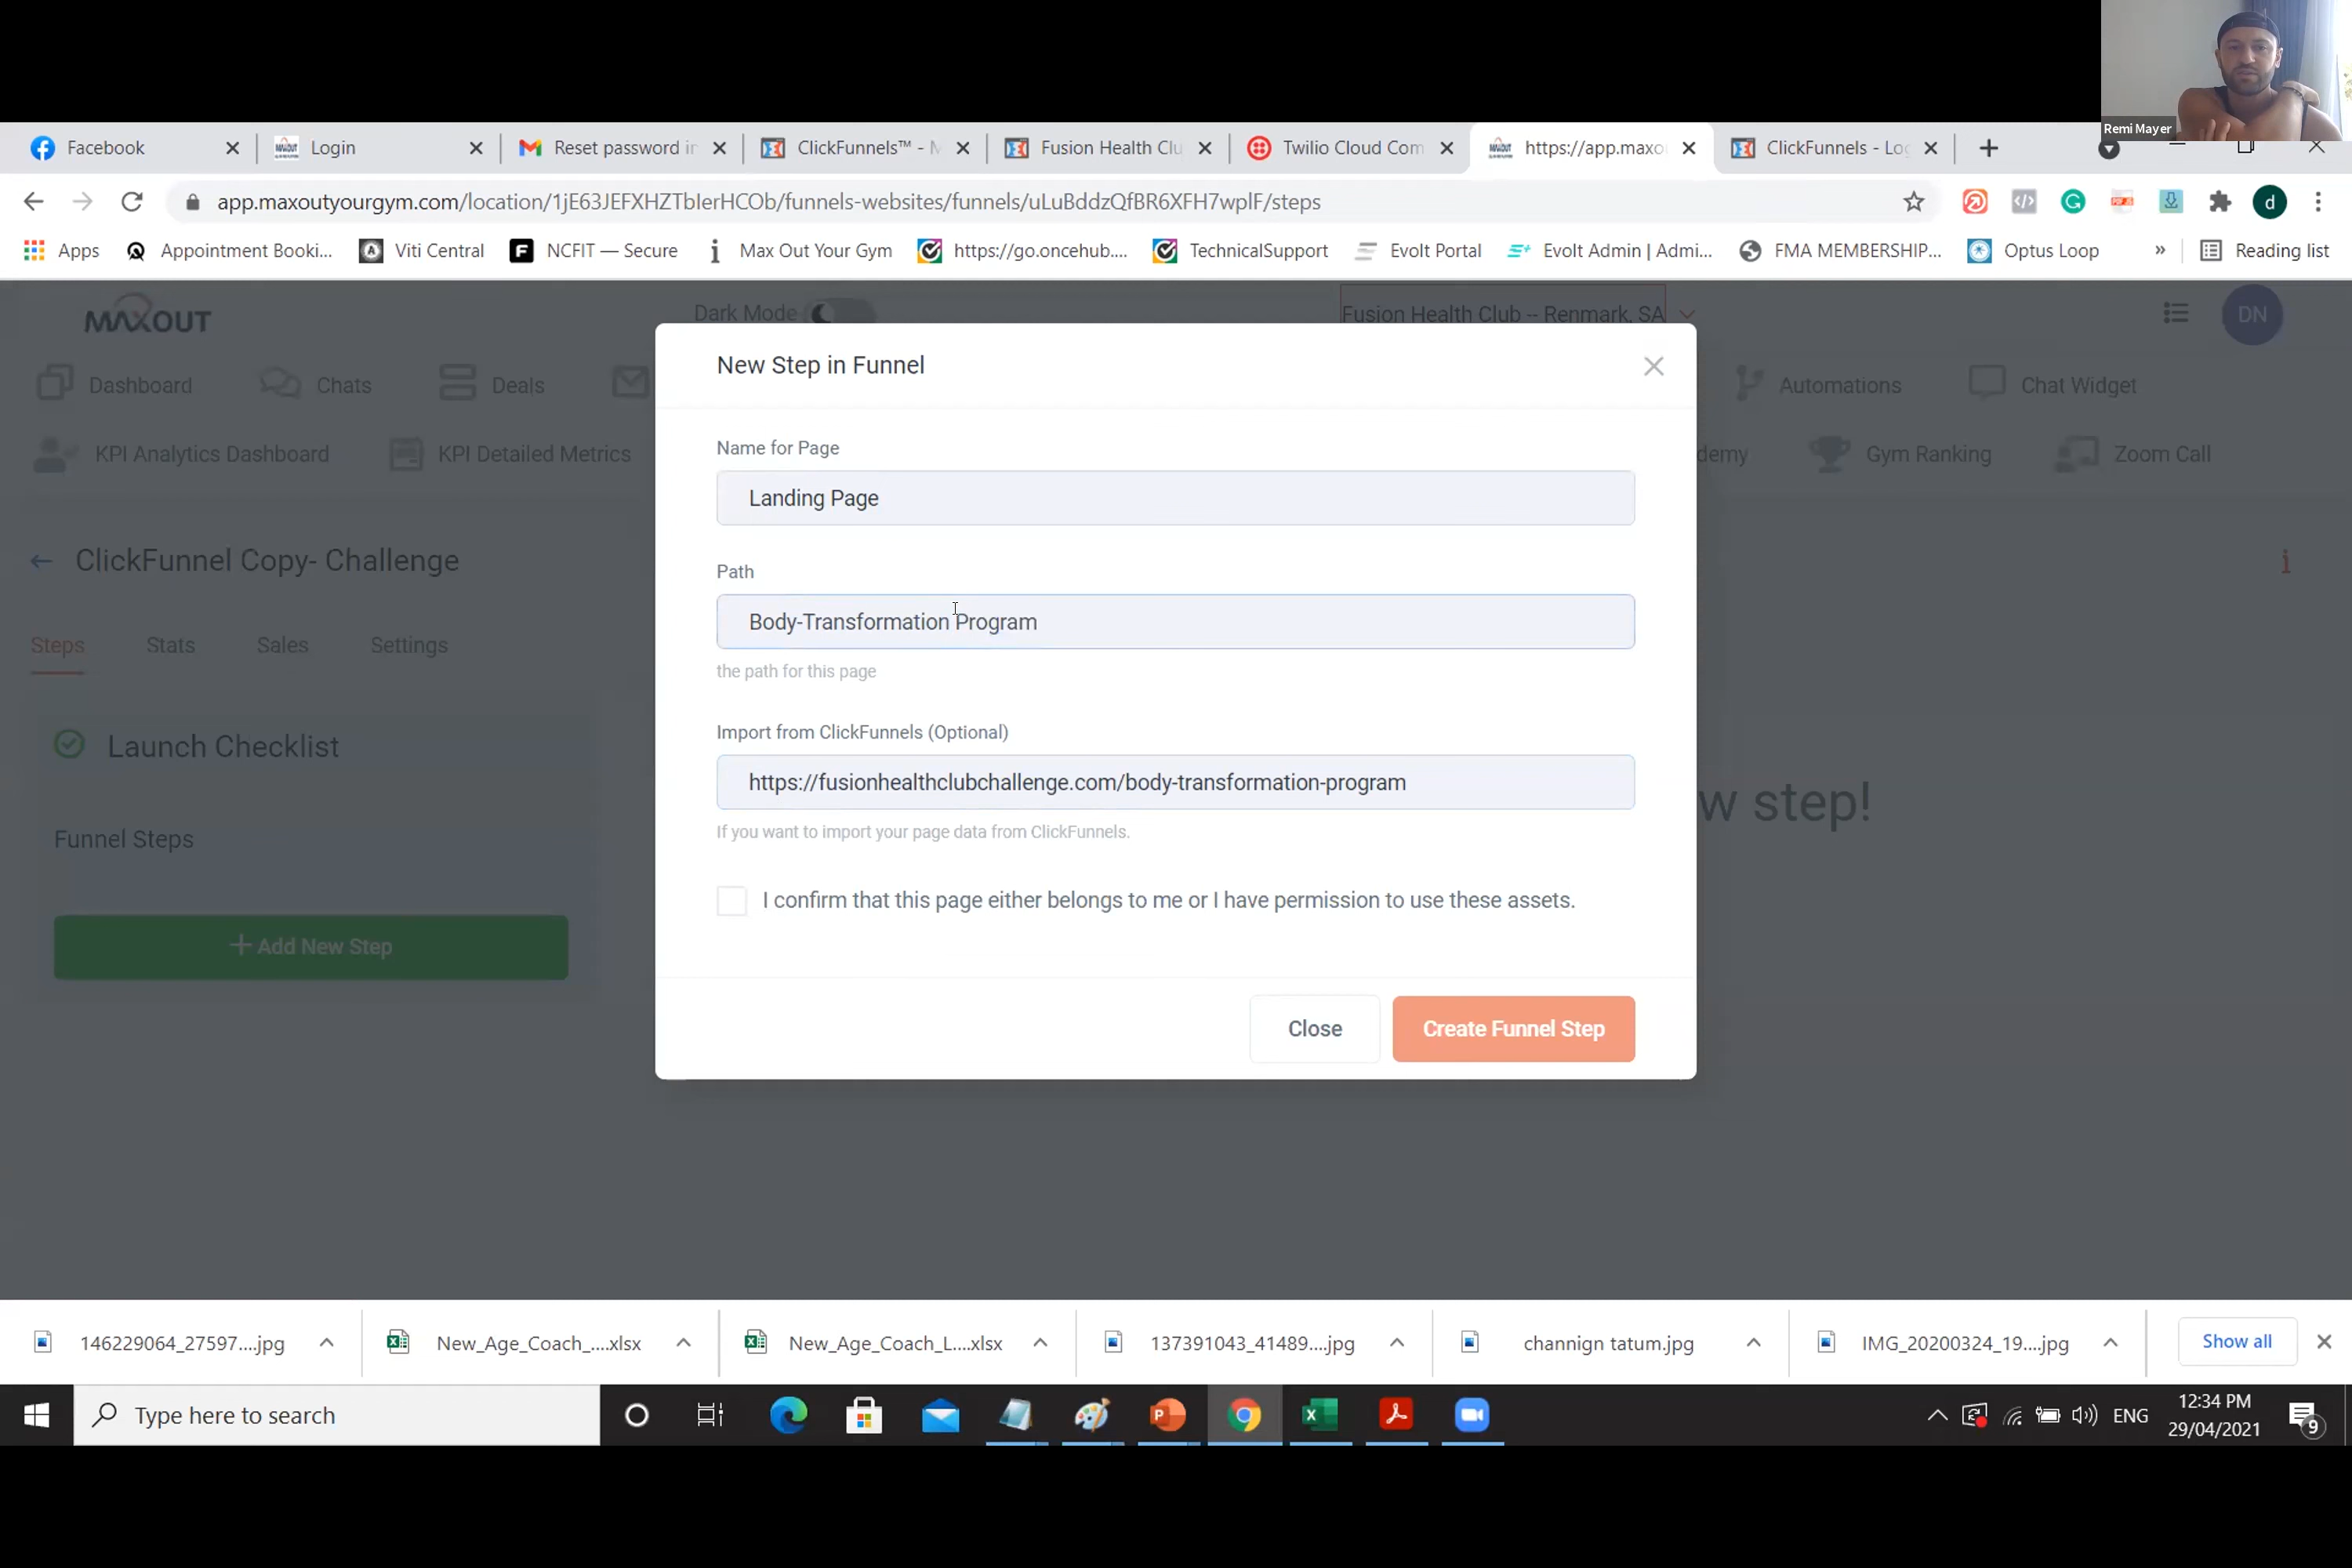 Remi Mayer
Facebook
Login
Reset password in
ClickFunnels™ - M
Fusion Health Clu
Twilio Cloud Com
https://app.maxo
ClickFunnels - Log
app.maxoutyourgym.com/location/1jE63JEFXHZTbIerHCOb/funnels-websites/funnels/uLuBddzQfBR6XFH7wplF/steps
d
Apps
Appointment Booki...
Viti Central
NCFIT — Secure
Max Out Your Gym
https://go.oncehub....
TechnicalSupport
Evolt Portal
Evolt Admin | Admi...
FMA MEMBERSHIP...
Optus Loop
»
Reading list
MAXOUT
Dark Mode
Fusion Health Club -- Renmark, SA
DN
Dashboard
Chats
Deals
Automations
Chat Widget
KPI Analytics Dashboard
KPI Detailed Metrics
demy
Gym Ranking
Zoom Call
ClickFunnel Copy- Challenge
Steps
Stats
Sales
Settings
Launch Checklist
Funnel Steps
+ Add New Step
w step!
New Step in Funnel
Name for Page
Landing Page
Path
Body-Transformation Program
the path for this page
Import from ClickFunnels (Optional)
https://fusionhealthclubchallenge.com/body-transformation-program
If you want to import your page data from ClickFunnels.
I confirm that this page either belongs to me or I have permission to use these assets.
Close
Create Funnel Step
146229064_27597....jpg
New_Age_Coach_....xlsx
New_Age_Coach_L....xlsx
137391043_41489....jpg
channign tatum.jpg
IMG_20200324_19....jpg
Show all
Type here to search
ENG
12:34 PM
29/04/2021
9